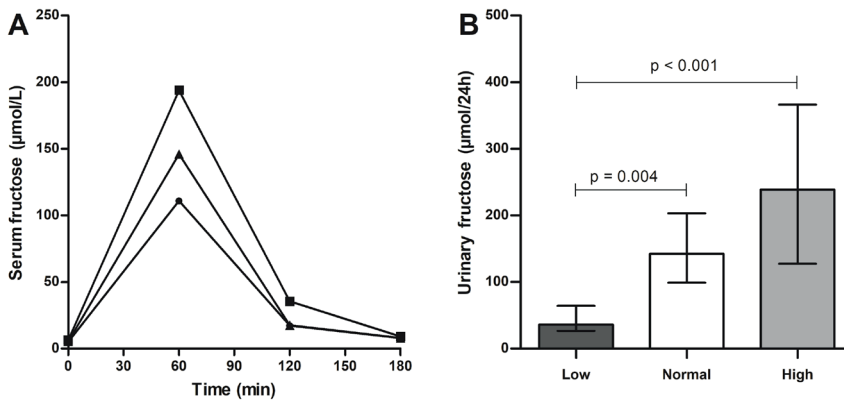 A
250
200
150
100
50
0
Serum fructose (µmol/L)
0 30 60 90 120 150 180
Time (min)
B
500
400
300
200
100
0
Urinary fructose (µmol/24h)
p < 0.001
p = 0.004
Low Normal High